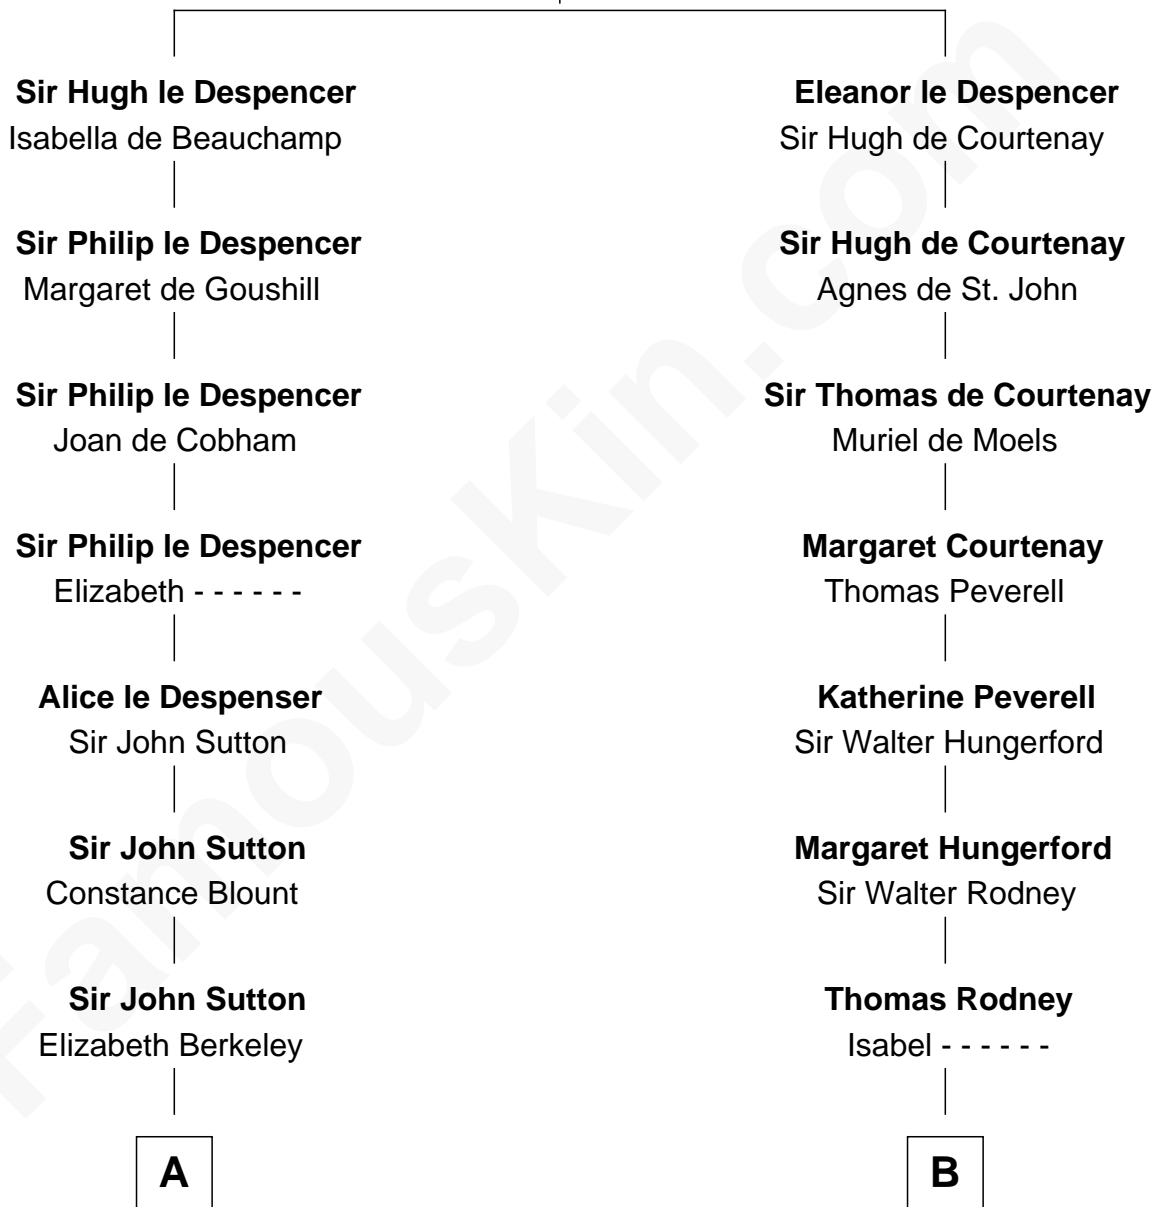 Sir Hugh le Despencer
Isabella de Beauchamp
Sir Philip le Despencer
Margaret de Goushill
Sir Philip le Despencer
Joan de Cobham
Sir Philip le Despencer
Elizabeth - - - - - -
Alice le Despenser
Sir John Sutton
Sir John Sutton
Constance Blount
Sir John Sutton
Elizabeth Berkeley
A
Eleanor le Despencer
Sir Hugh de Courtenay
Sir Hugh de Courtenay
Agnes de St. John
Sir Thomas de Courtenay
Muriel de Moels
Margaret Courtenay
Thomas Peverell
Katherine Peverell
Sir Walter Hungerford
Margaret Hungerford
Sir Walter Rodney
Thomas Rodney
Isabel - - - - - -
B
FamousKin.com